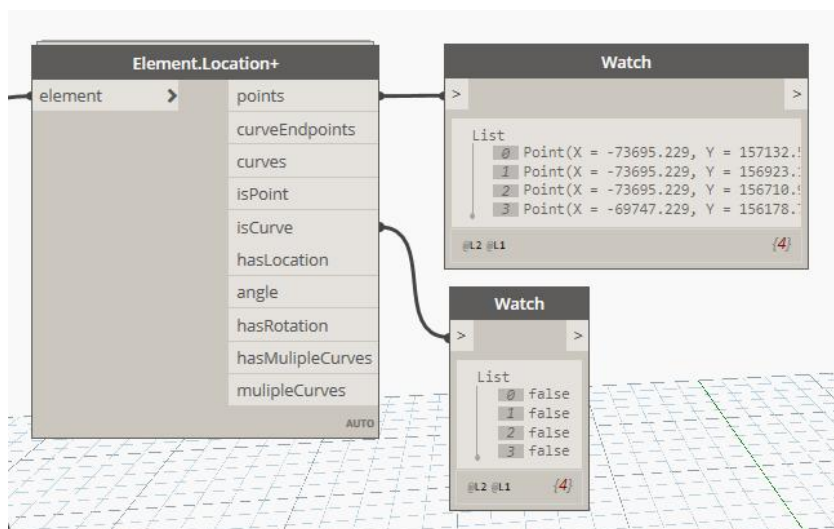 Element.Location+
element
>
points
curveEndpoints
curves
isPoint
isCurve
hasLocation
angle
hasRotation
hasMulipleCurves
mulipleCurves
AUTO
Watch
> >
List
0 Point(X = -73695.229, Y = 157132.
1 Point(X = -73695.229, Y = 156923.
2 Point(X = -73695.229, Y = 156710.
3 Point(X = -69747.229, Y = 156178.
@L2 @L1 {4}
Watch
> >
List
0 false
1 false
2 false
3 false
@L2 @L1 {4}